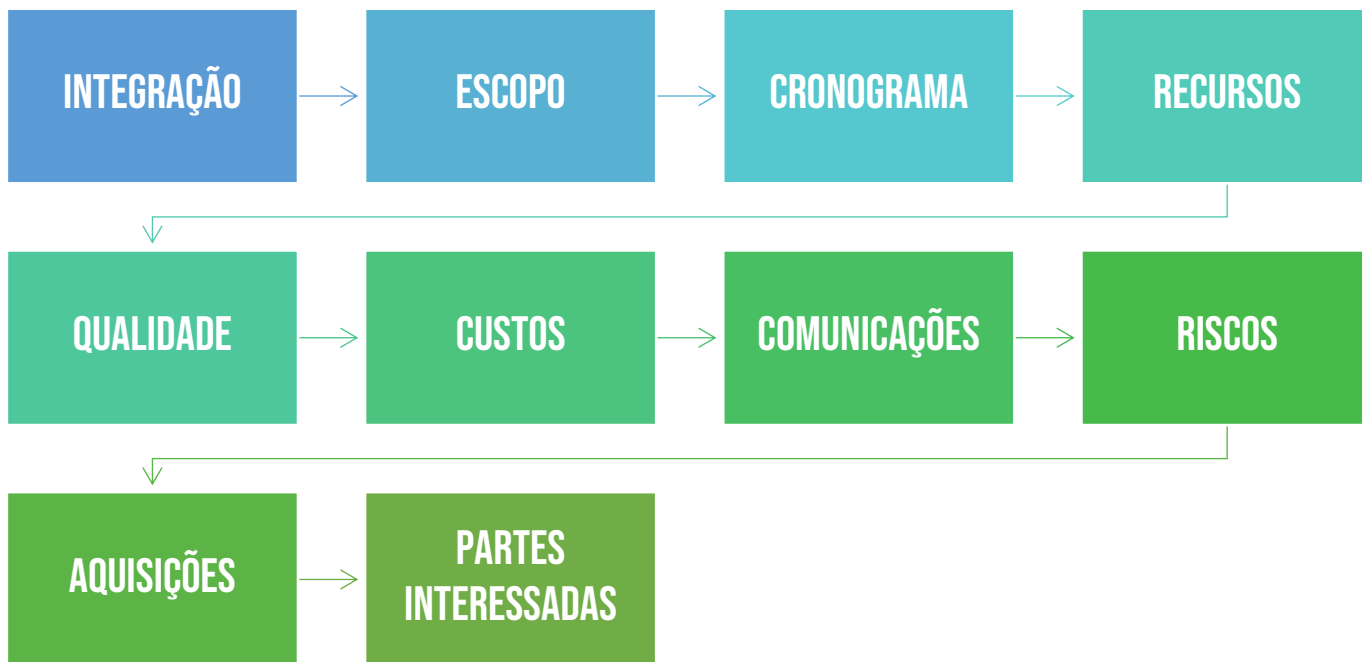 INTEGRAÇÃO
ESCOPO
CRONOGRAMA
RECURSOS
QUALIDADE
CUSTOS
COMUNICAÇÕES
RISCOS
AQUISIÇÕES
PARTES
INTERESSADAS